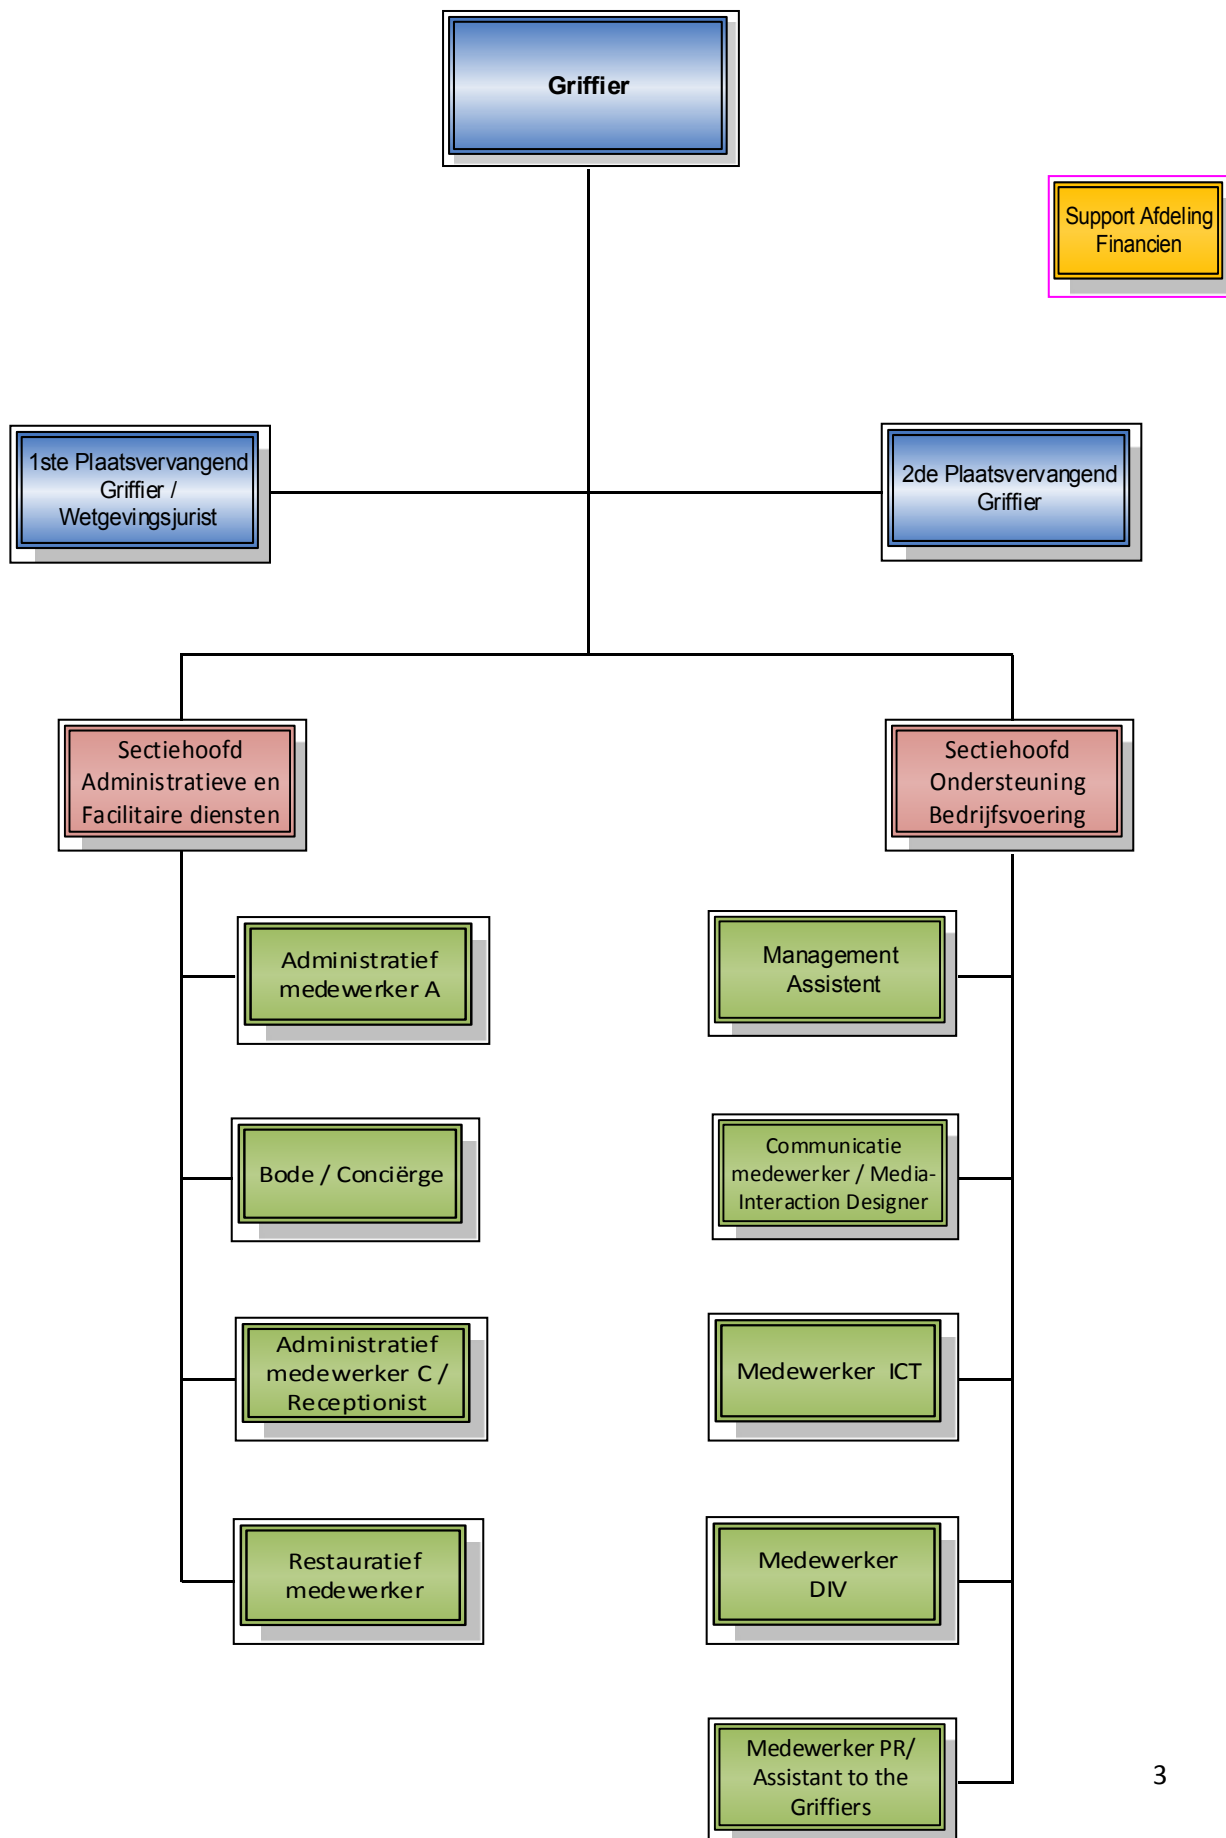 Griffier
Support Afdeling
Financien
1ste Plaatsvervangend
Griffier /
Wetgevingsjurist
2de Plaatsvervangend
Griffier
Sectiehoofd
Administratieve en
Facilitaire diensten
Sectiehoofd
Ondersteuning
Bedrijfsvoering
Administratief
medewerker A
Management
Assistent
Bode / Conciërge
Communicatie
medewerker / Media-
Interaction Designer
Administratief
medewerker C /
Receptionist
Medewerker ICT
Restauratief
medewerker
Medewerker
DIV
Medewerker PR/
Assistant to the
Griffiers
3